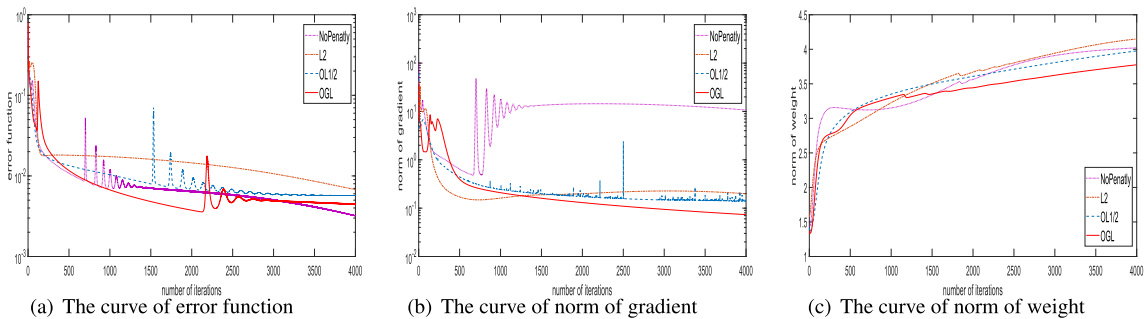 error function
10^0
10^-1
10^-2
10^-3
0 500 1000 1500 2000 2500 3000 3500 4000
number of iterations
NoPenatly
L2
OL1/2
OGL
(a) The curve of error function
norm of gradient
10^3
10^2
10^1
10^0
10^-1
10^-2
0 500 1000 1500 2000 2500 3000 3500 4000
number of iterations
NoPenatly
L2
OL1/2
OGL
(b) The curve of norm of gradient
norm of weight
4.5
4
3.5
3
2.5
2
1.5
1
0 500 1000 1500 2000 2500 3000 3500 4000
number of iterations
NoPenatly
L2
OL1/2
OGL
(c) The curve of norm of weight